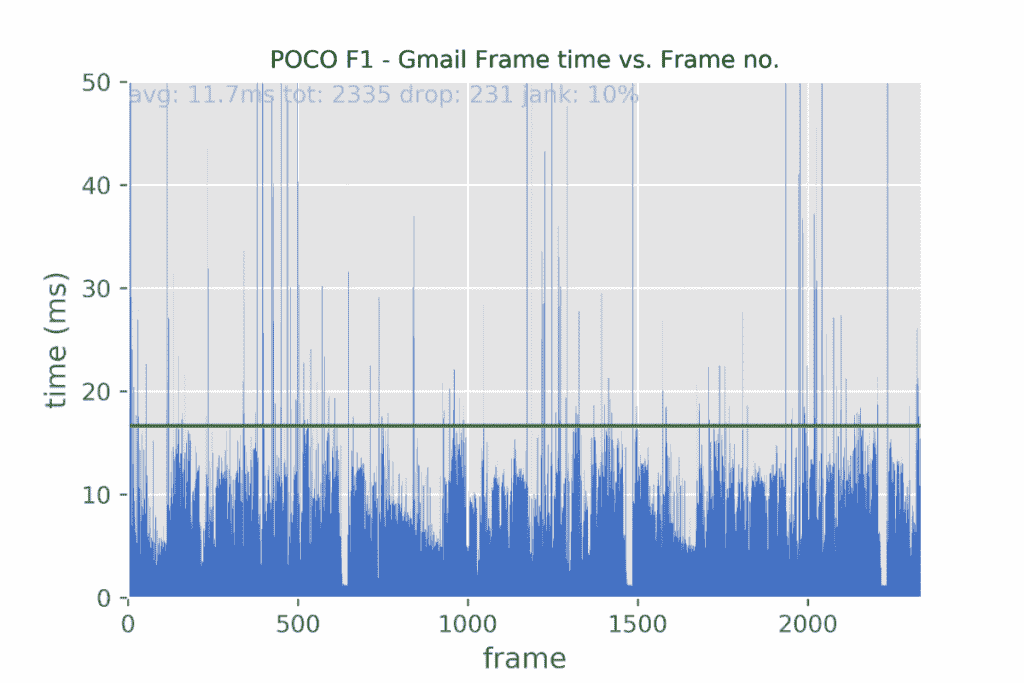 POCO F1 - Gmail Frame time vs. Frame no.
avg: 11.7ms tot: 2335 drop: 231 jank: 10%
50
40
30
20
10
0
time (ms)
0 500 1000 1500 2000
frame